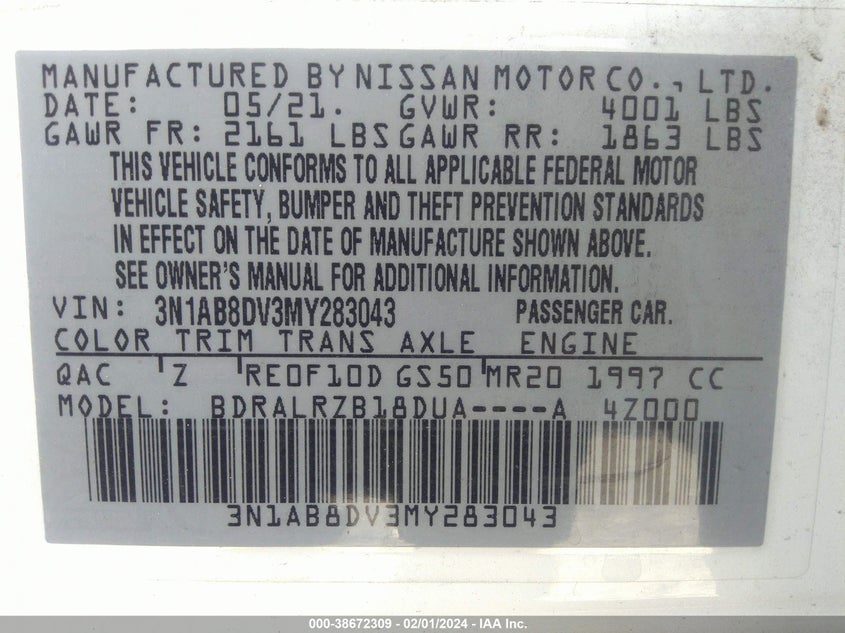 MANUFACTURED BY NISSAN MOTOR CO., LTD.
DATE: 05/21. GVWR: 4001 LBS
GAWR FR: 2161 LBS GAWR RR: 1863 LBS
THIS VEHICLE CONFORMS TO ALL APPLICABLE FEDERAL MOTOR
VEHICLE SAFETY, BUMPER AND THEFT PREVENTION STANDARDS
IN EFFECT ON THE DATE OF MANUFACTURE SHOWN ABOVE.
SEE OWNER'S MANUAL FOR ADDITIONAL INFORMATION.
VIN: 3N1AB8DV3MY283043 PASSENGER CAR.
COLOR TRIM TRANS AXLE ENGINE
QAC Z RE0F10D GS50 MR20 1997 CC
MODEL: BDRALRZB18DUA----A 4Z000
3N1AB8DV3MY283043
000-38672309 - 02/01/2024 - IAA Inc.